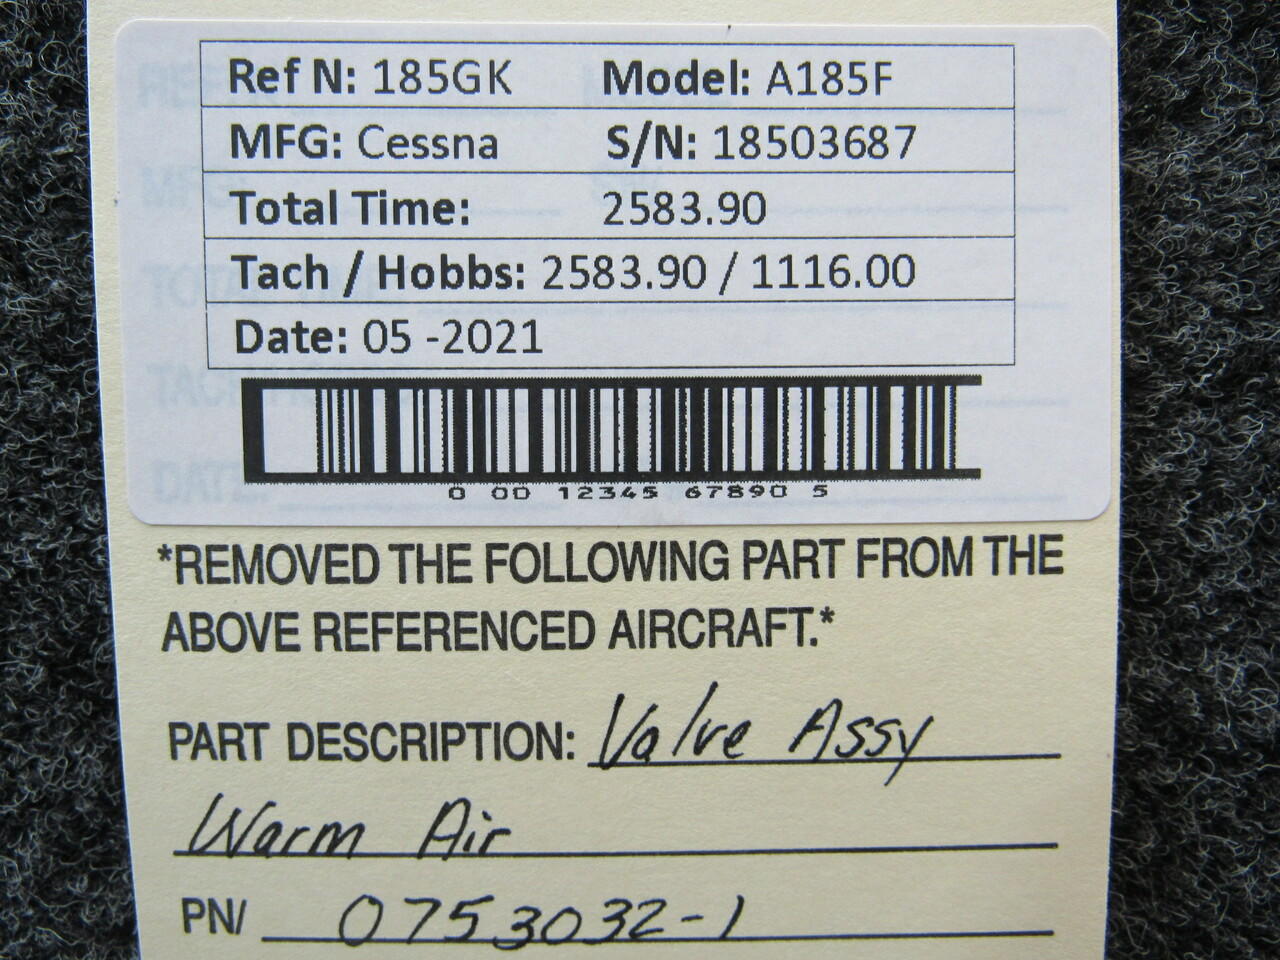 Ref N: 185GK Model: A185F
MFG: Cessna S/N: 18503687
Total Time: 2583.90
Tach / Hobbs: 2583.90 / 1116.00
Date: 05 -2021
0 00 12345 67890 5
*REMOVED THE FOLLOWING PART FROM THE
ABOVE REFERENCED AIRCRAFT.*
PART DESCRIPTION: Valve Assy
Warm Air
PN/ 0753032-1